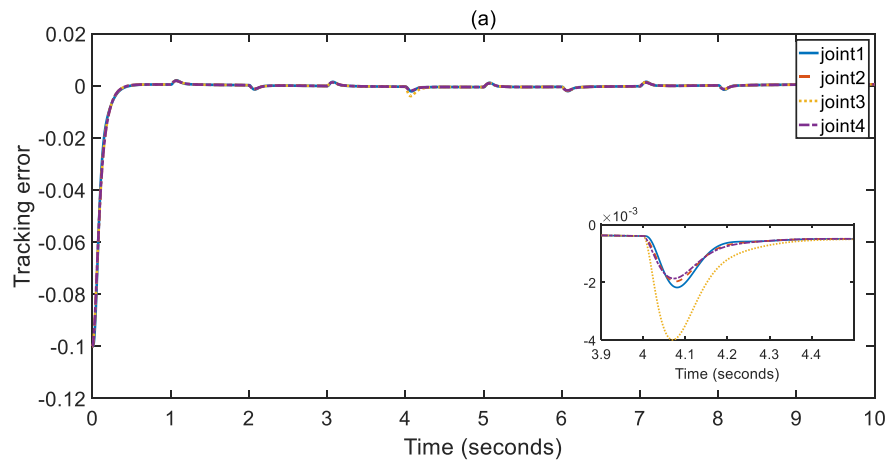 (a)
0.02
0
-0.02
-0.04
-0.06
-0.08
-0.1
-0.12
Tracking error
joint1
joint2
joint3
joint4
×10-3
0
-2
-4
3.9 4 4.1 4.2 4.3 4.4
Time (seconds)
0 1 2 3 4 5 6 7 8 9 10
Time (seconds)